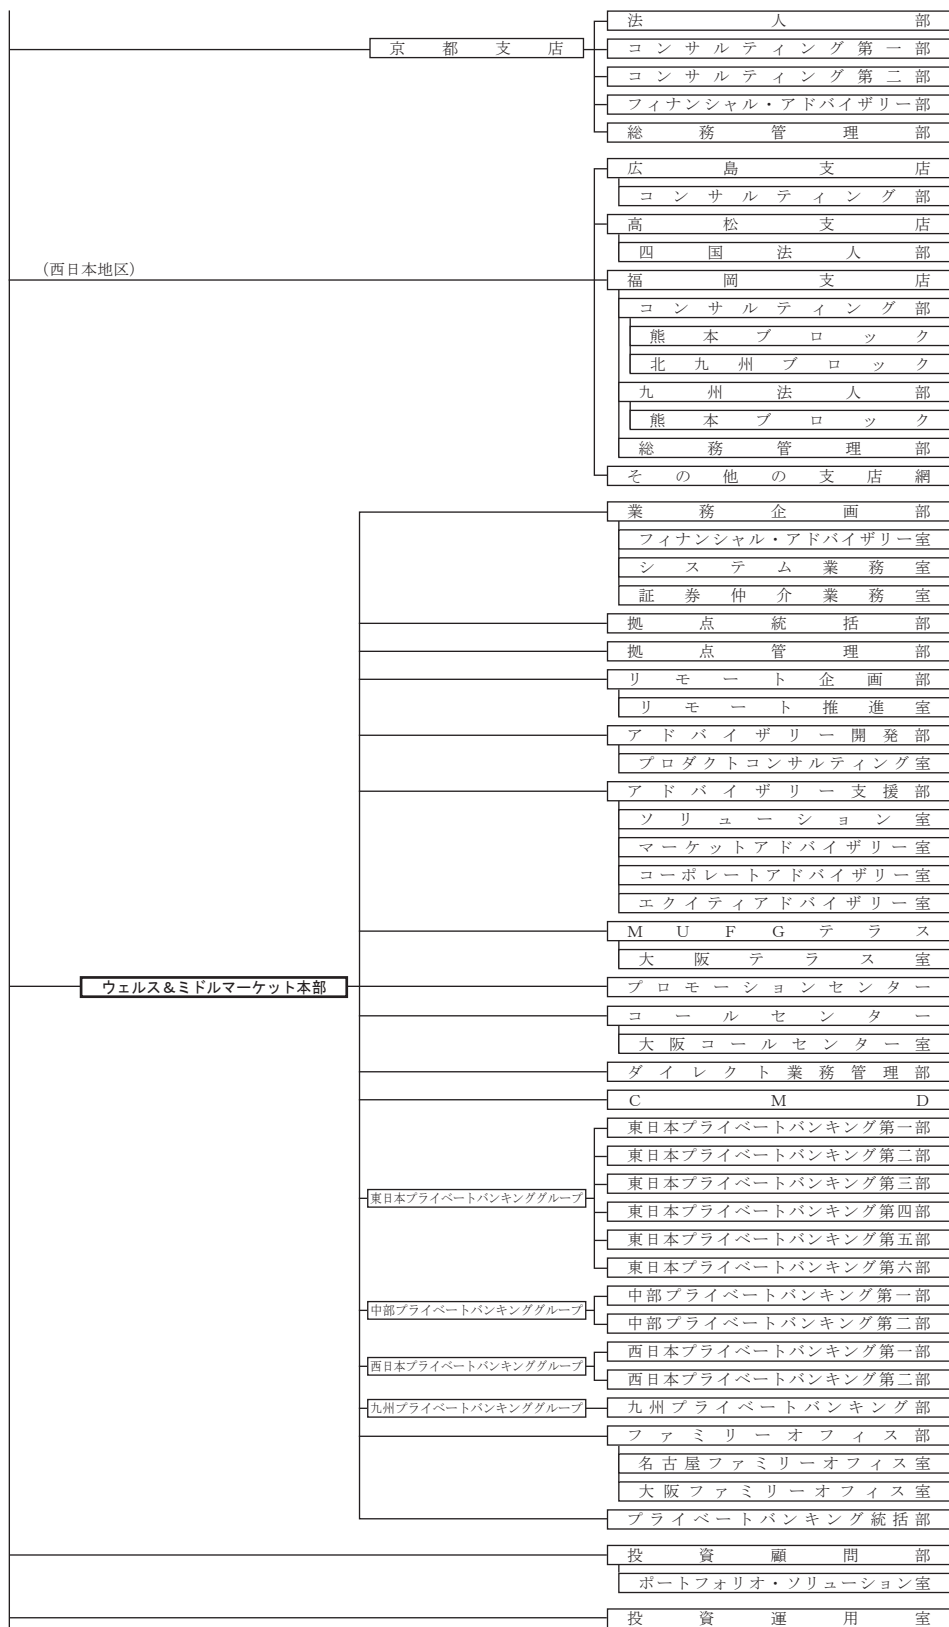 法人部
京都支店
コンサルティング第一部
コンサルティング第二部
フィナンシャル・アドバイザリー部
総務管理部
広島支店
コンサルティング部
高松支店
四国法人部
(西日本地区)
福岡支店
コンサルティング部
熊本ブロック
北九州ブロック
九州法人部
熊本ブロック
総務管理部
その他の支店網
業務企画部
フィナンシャル・アドバイザリー室
システム業務室
証券仲介業務室
拠点統括部
拠点管理部
リモート企画部
リモート推進室
アドバイザリー開発部
プロダクトコンサルティング室
アドバイザリー支援部
ソリューション室
マーケットアドバイザリー室
コーポレートアドバイザリー室
エクイティアドバイザリー室
MUFGテラス
大阪テラス室
ウェルス&ミドルマーケット本部
プロモーションセンター
コールセンター
大阪コールセンター室
ダイレクト業務管理部
CMD
東日本プライベートバンキング第一部
東日本プライベートバンキング第二部
東日本プライベートバンキング第三部
東日本プライベートバンキンググループ
東日本プライベートバンキング第四部
東日本プライベートバンキング第五部
東日本プライベートバンキング第六部
中部プライベートバンキング第一部
中部プライベートバンキンググループ
中部プライベートバンキング第二部
西日本プライベートバンキング第一部
西日本プライベートバンキンググループ
西日本プライベートバンキング第二部
九州プライベートバンキンググループ
九州プライベートバンキング部
ファミリーオフィス部
名古屋ファミリーオフィス室
大阪ファミリーオフィス室
プライベートバンキング統括部
投資顧問部
ポートフォリオ・ソリューション室
投資運用室